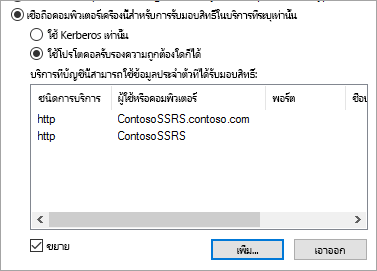 เชื่อถือคอมพิวเตอร์เครื่องนี้สำหรับการรับมอบสิทธิ์ในบริการที่ระบุเท่านั้น
ใช้ Kerberos เท่านั้น
ใช้โปรโตคอลรับรองความถูกต้องใดก็ได้
บริการที่บัญชีนี้สามารถใช้ข้อมูลประจำตัวที่ได้รับมอบสิทธิ์:
ชนิดการบริการ ผู้ใช้หรือคอมพิวเตอร์ พอร์ต ชื่อบ
http ContosoSSRS.contoso.com
http ContosoSSRS
ขยาย เพิ่ม... เอาออก